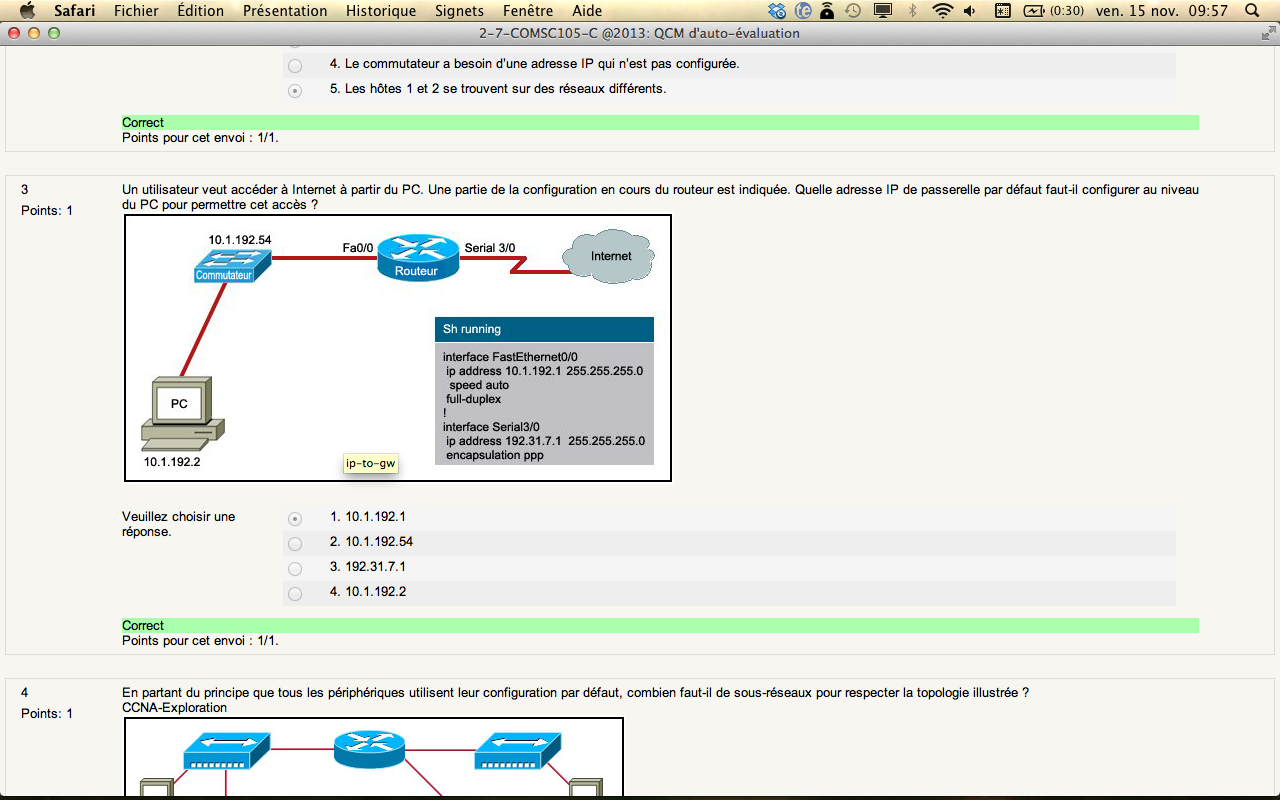 Safari Fichier Édition Présentation Historique Signets Fenêtre Aide (0:30) ven. 15 nov. 09:57
2-7-COMSC105-C @2013: QCM d'auto-évaluation
4. Le commutateur a besoin d'une adresse IP qui n'est pas configurée.
5. Les hôtes 1 et 2 se trouvent sur des réseaux différents.
Correct
Points pour cet envoi : 1/1.
3
Points: 1
Un utilisateur veut accéder à Internet à partir du PC. Une partie de la configuration en cours du routeur est indiquée. Quelle adresse IP de passerelle par défaut faut-il configurer au niveau
du PC pour permettre cet accès ?
10.1.192.54
Commutateur
Fa0/0
Routeur
Serial 3/0
Internet
Sh running
interface FastEthernet0/0
ip address 10.1.192.1 255.255.255.0
speed auto
full-duplex
!
interface Serial3/0
ip address 192.31.7.1 255.255.255.0
encapsulation ppp
PC
10.1.192.2
ip-to-gw
Veuillez choisir une
réponse.
1. 10.1.192.1
2. 10.1.192.54
3. 192.31.7.1
4. 10.1.192.2
Correct
Points pour cet envoi : 1/1.
4
Points: 1
En partant du principe que tous les périphériques utilisent leur configuration par défaut, combien faut-il de sous-réseaux pour respecter la topologie illustrée ?
CCNA-Exploration